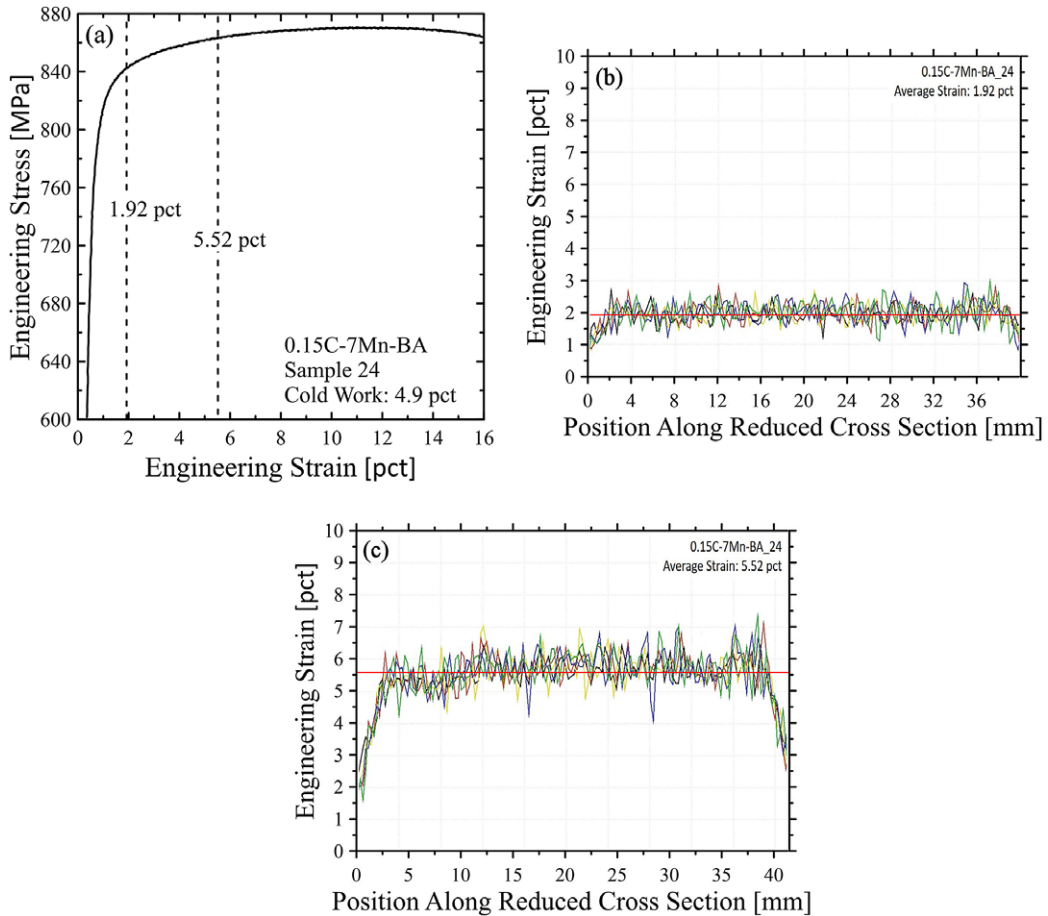 (a)
880
840
800
760
720
680
640
600
Engineering Stress [MPa]
1.92 pct
5.52 pct
0.15C-7Mn-BA
Sample 24
Cold Work: 4.9 pct
0 2 4 6 8 10 12 14 16
Engineering Strain [pct]
(b)
0.15C-7Mn-BA_24
Average Strain: 1.92 pct
10
9
8
7
6
5
4
3
2
1
0
Engineering Strain [pct]
0 4 8 12 16 20 24 28 32 36
Position Along Reduced Cross Section [mm]
(c)
0.15C-7Mn-BA_24
Average Strain: 5.52 pct
10
9
8
7
6
5
4
3
2
1
0
Engineering Strain [pct]
0 5 10 15 20 25 30 35 40
Position Along Reduced Cross Section [mm]